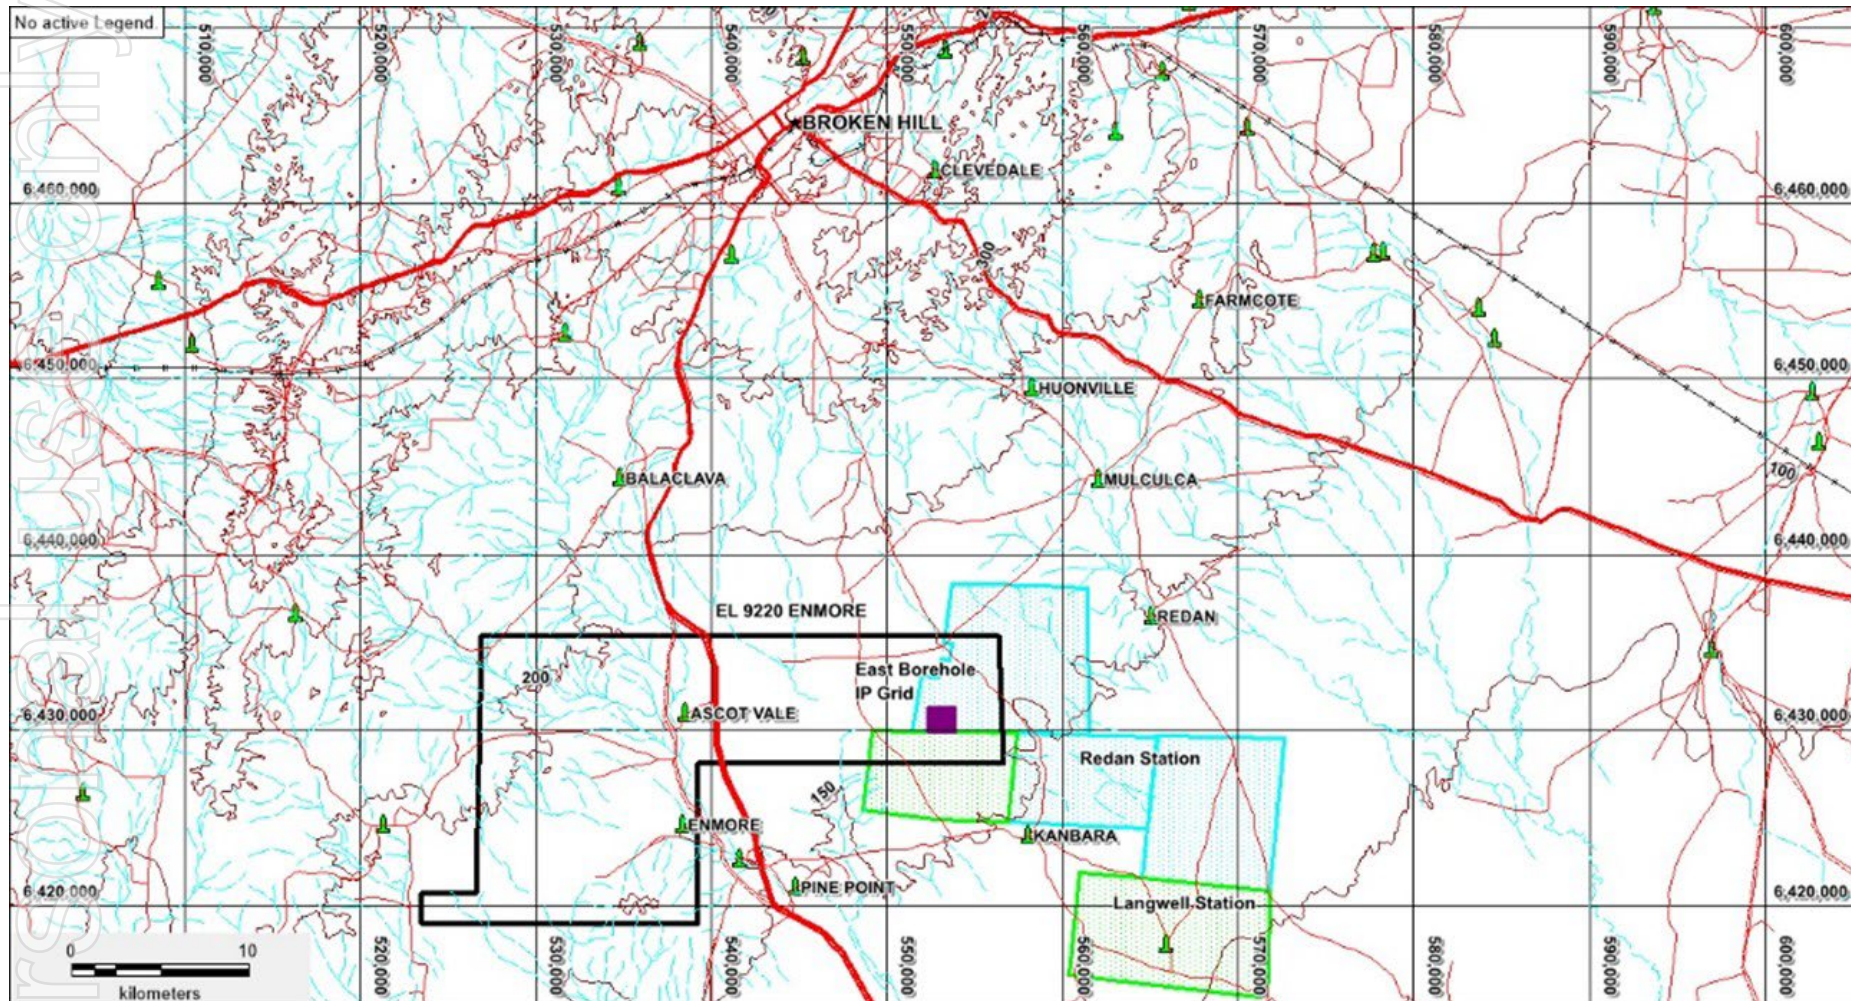 No active Legend.
510,000
520,000
530,000
540,000
550,000
560,000
570,000
580,000
590,000
600,000
BROKEN HILL
CLEVEDALE
6,460,000
6,460,000
FARMCOTE
6,450,000
6,450,000
HUONVILLE
100
BALACLAVA
MULCULCA
6,440,000
6,440,000
EL 9220 ENMORE
REDAN
East Borehole
IP Grid
200
6,430,000
ASCOT VALE
6,430,000
Redan Station
150
ENMORE
KANBARA
6,420,000
PINE POINT
Langwell Station
6,420,000
0 10
kilometers
520,000
530,000
540,000
550,000
560,000
570,000
580,000
590,000
600,000
rsonal use only